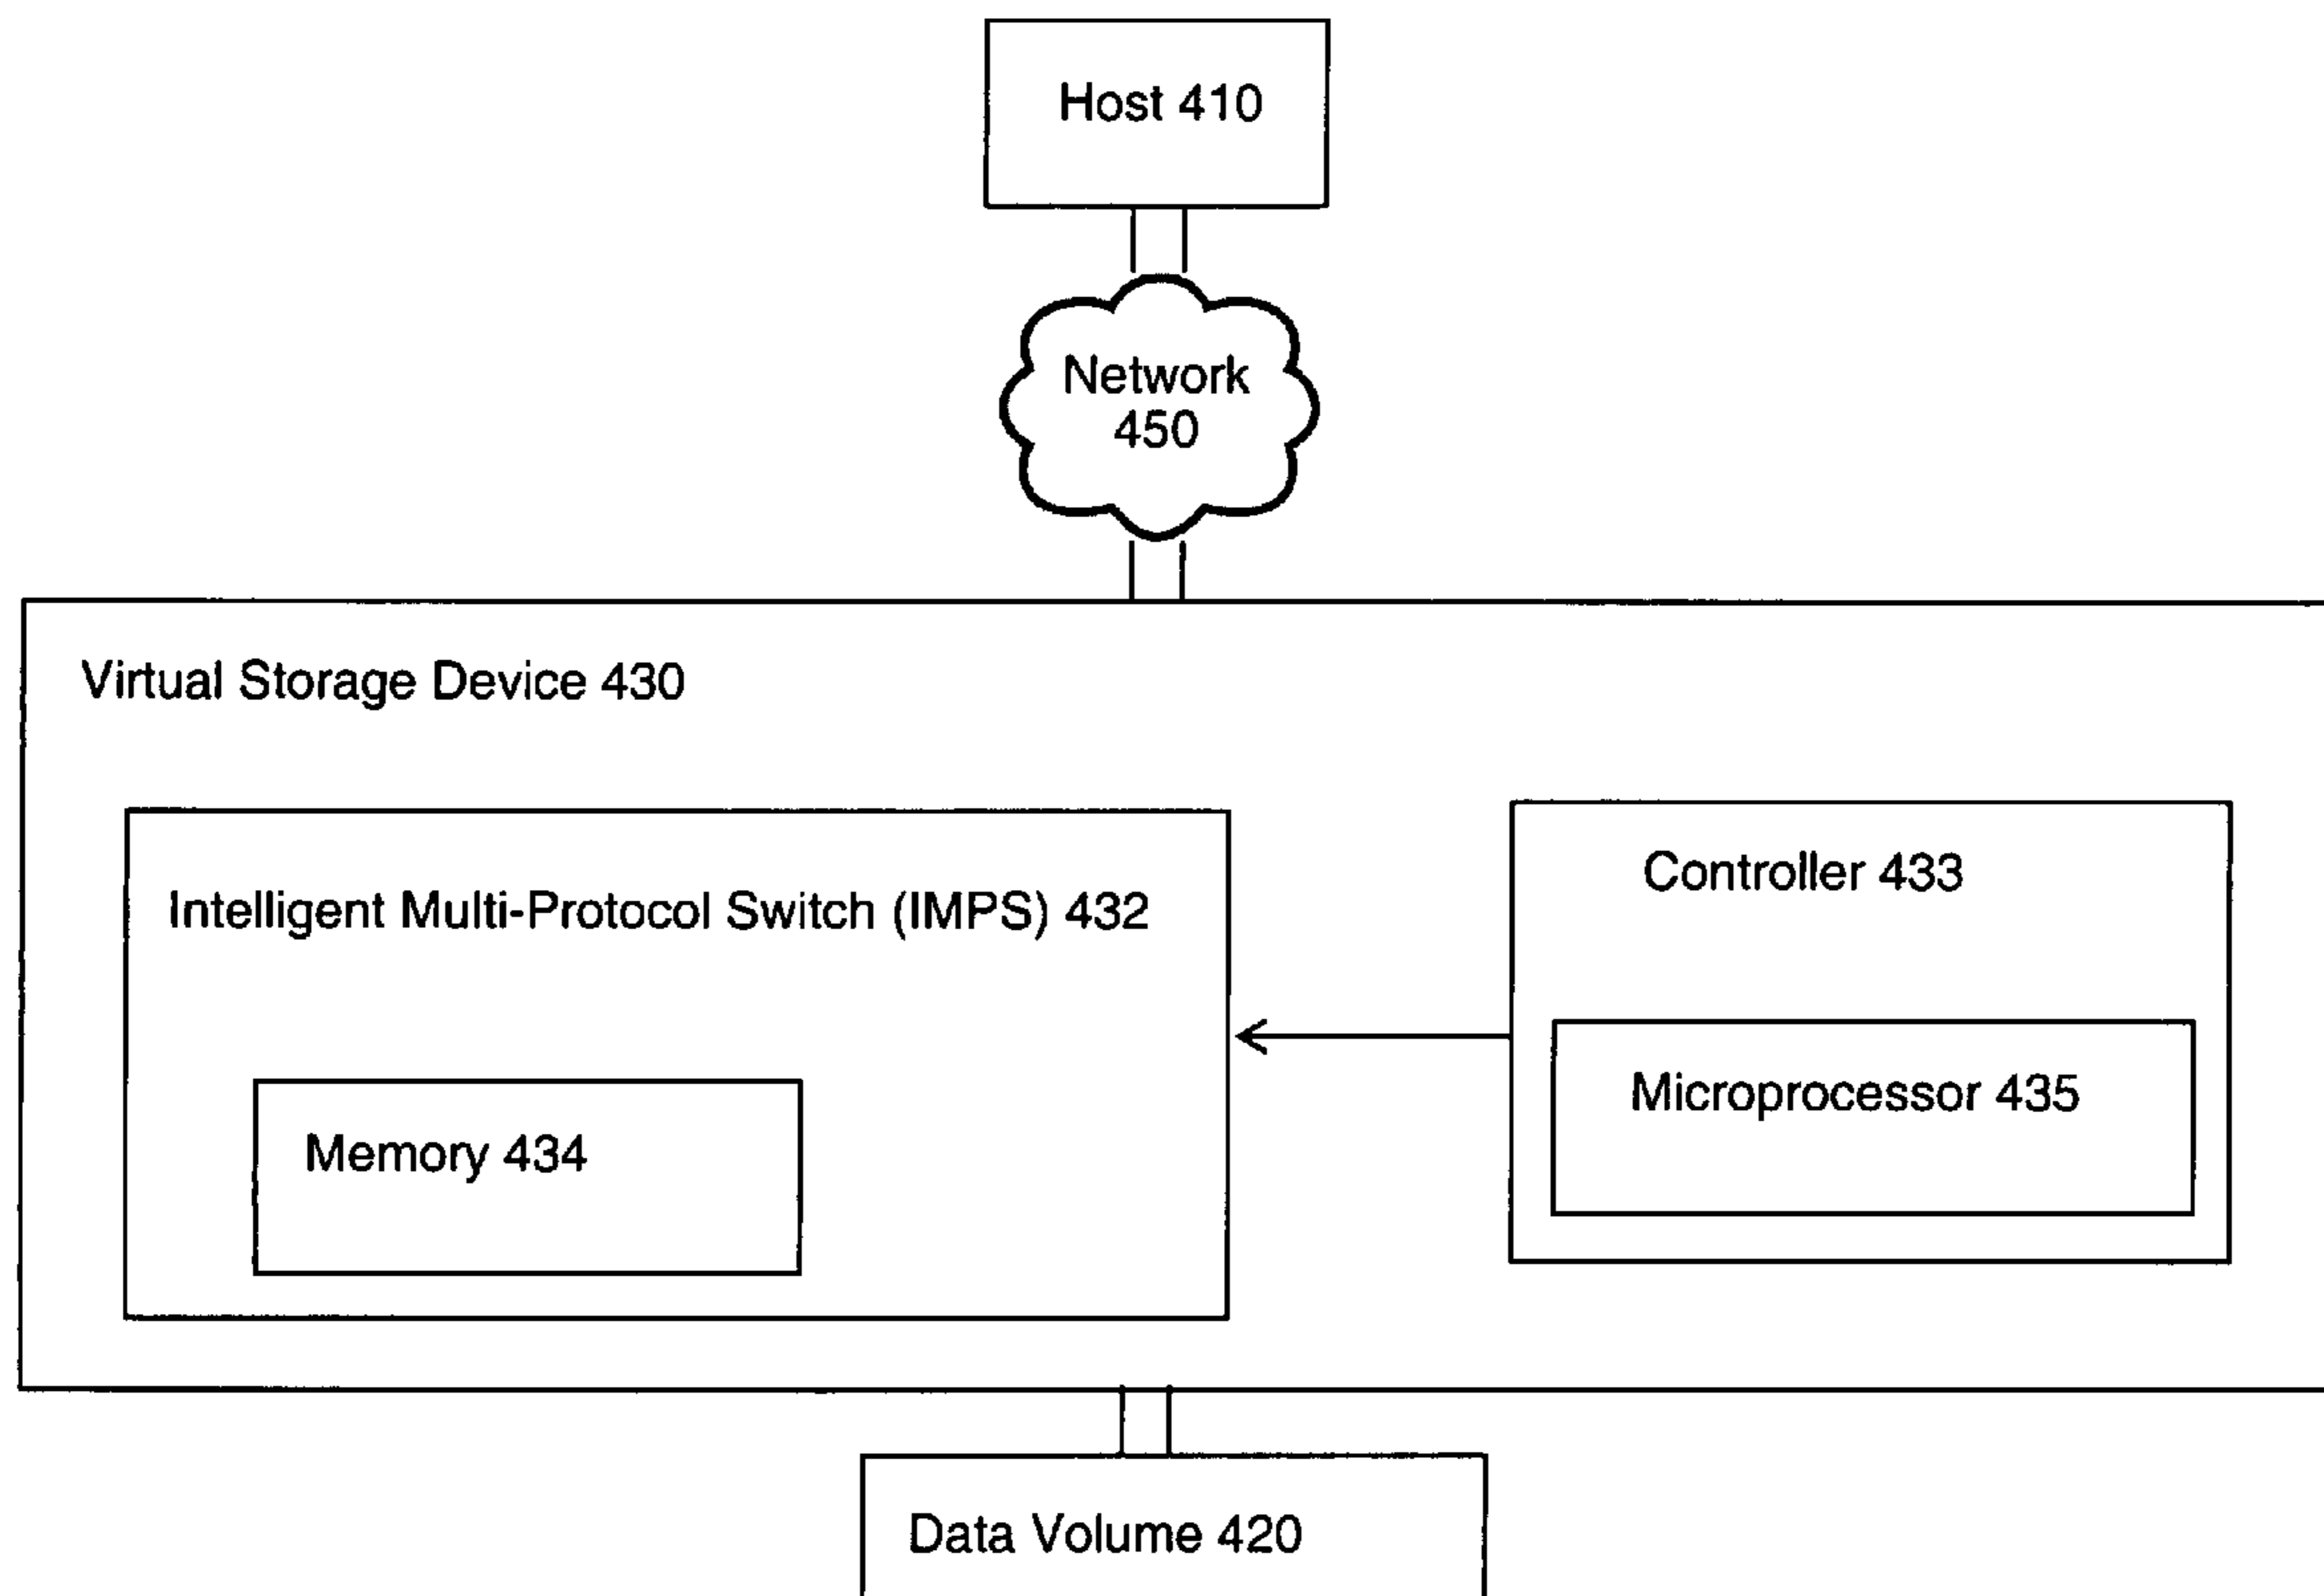 Host 410
Network
450
Virtual Storage Device 430
Intelligent Multi-Protocol Switch (IMPS) 432
Controller 433
Microprocessor 435
Memory 434
Data Volume 420